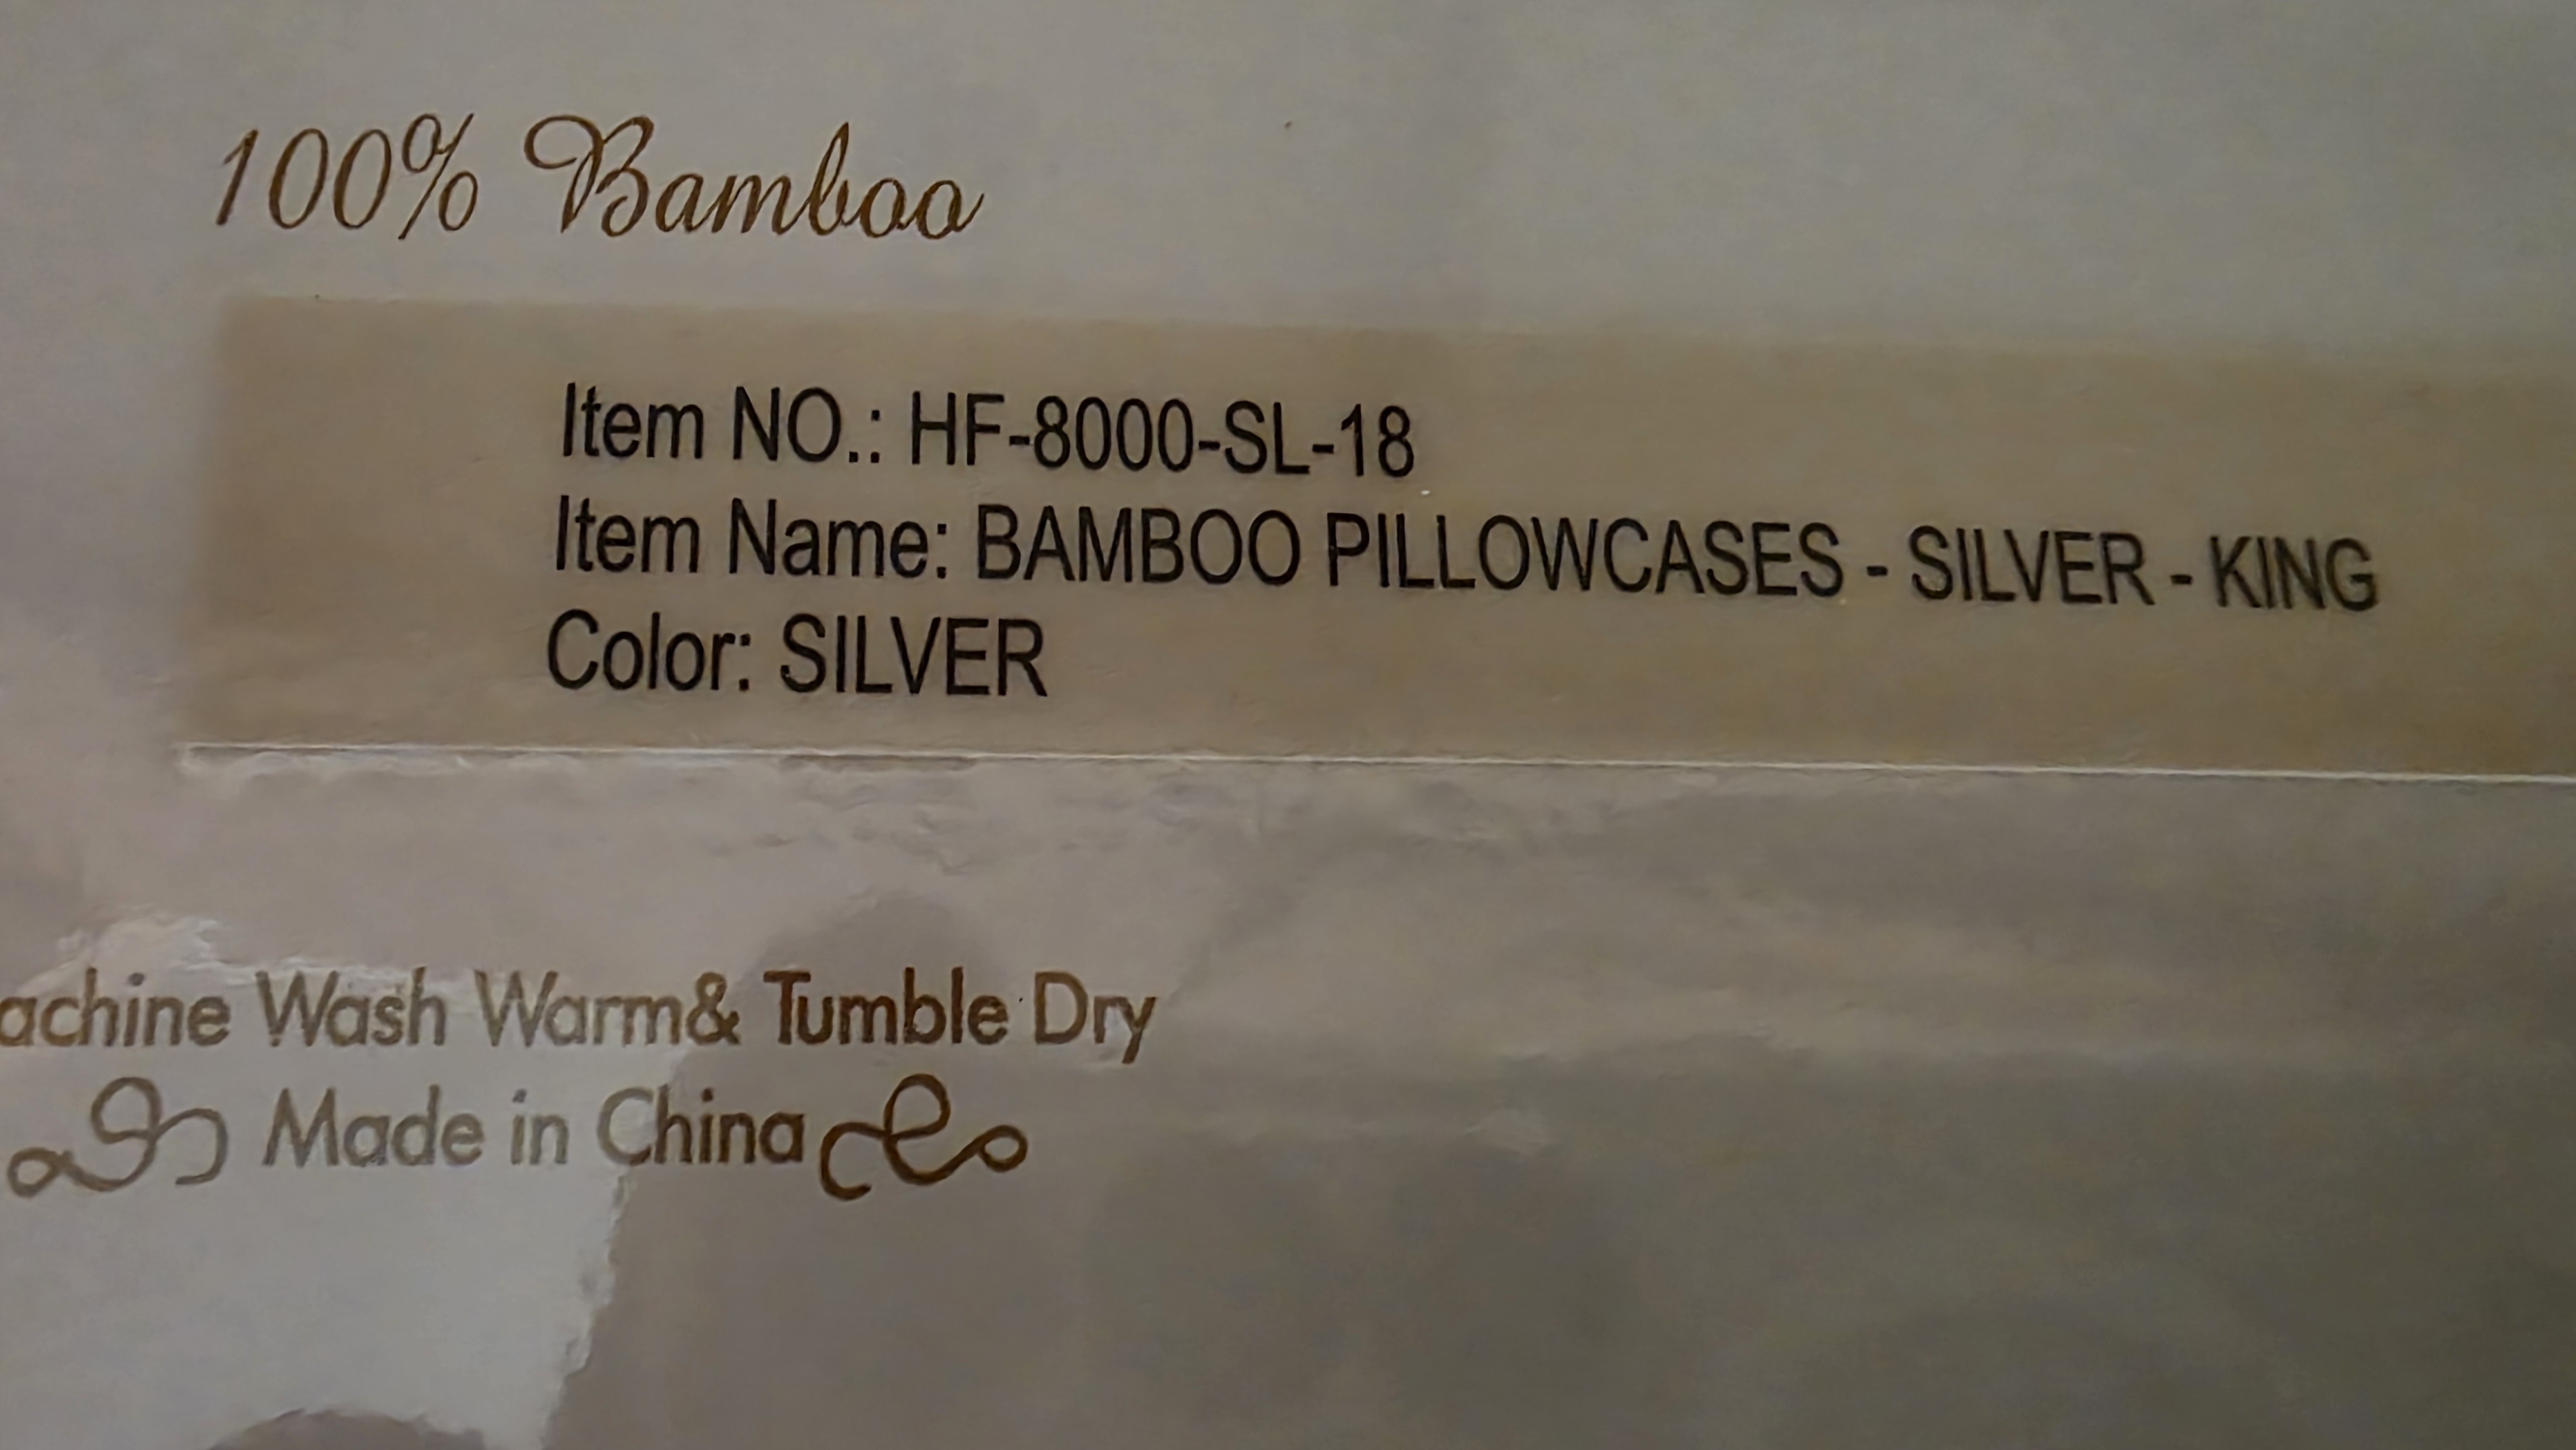 100% Bamboo
Item NO.: HF-8000-SL-18
Item Name: BAMBOO PILLOWCASES - SILVER - KING
Color: SILVER
achine Wash Warm& Tumble Dry
Made in China